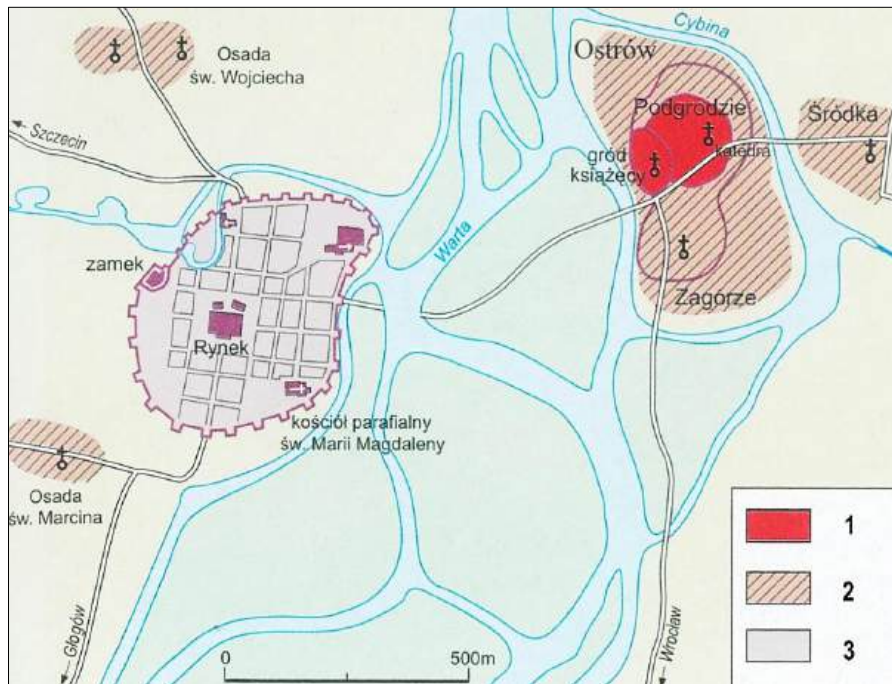 Cybina
Ostrów
Osada
św. Wojciecha
Podgrodzie
Śródka
Szczecin
katedra
gród
książęcy
Warta
zamek
Zagórze
Rynek
kościół parafialny
św. Marii Magdaleny
Osada
św. Marcina
1
2
Głogów
0
500m
Wrocław
3